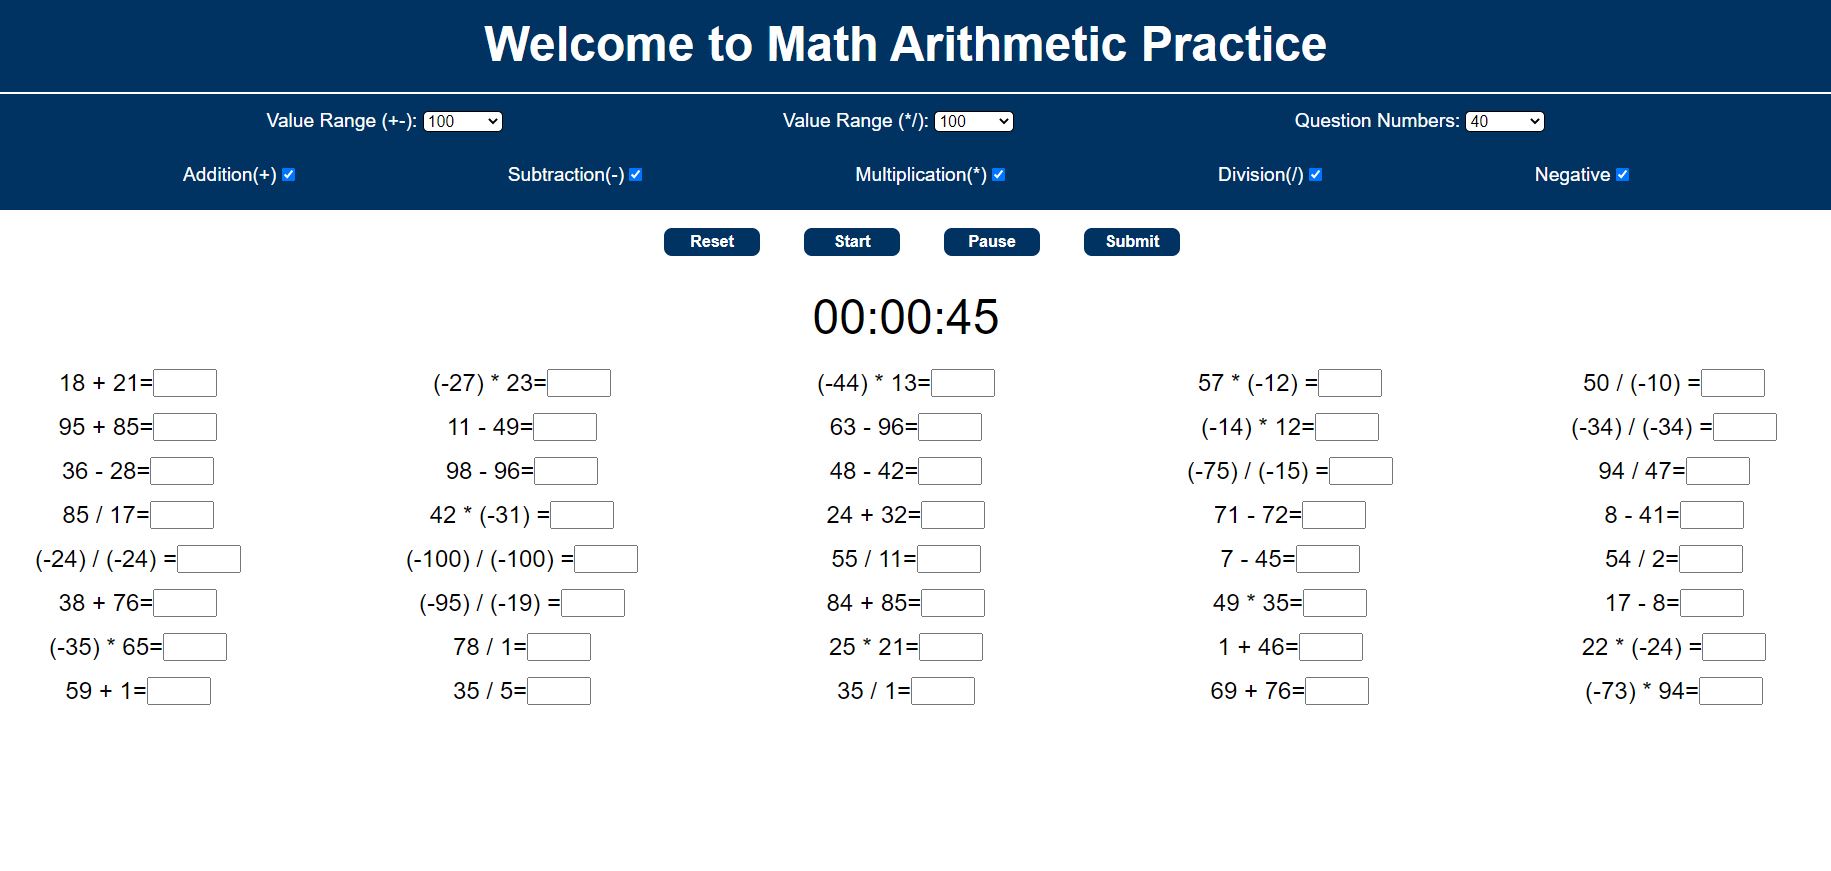 Welcome to Math Arithmetic Practice
Value Range (+-): 100 Value Range (*/): 100 Question Numbers: 40
Addition(+) Subtraction(-) Multiplication(*) Division(/) Negative
Reset Start Pause Submit
00:00:45
18 + 21= (-27) * 23= (-44) * 13= 57 * (-12) = 50 / (-10) =
95 + 85= 11 - 49= 63 - 96= (-14) * 12= (-34) / (-34) =
36 - 28= 98 - 96= 48 - 42= (-75) / (-15) = 94 / 47=
85 / 17= 42 * (-31) = 24 + 32= 71 - 72= 8 - 41=
(-24) / (-24) = (-100) / (-100) = 55 / 11= 7 - 45= 54 / 2=
38 + 76= (-95) / (-19) = 84 + 85= 49 * 35= 17 - 8=
(-35) * 65= 78 / 1= 25 * 21= 1 + 46= 22 * (-24) =
59 + 1= 35 / 5= 35 / 1= 69 + 76= (-73) * 94=